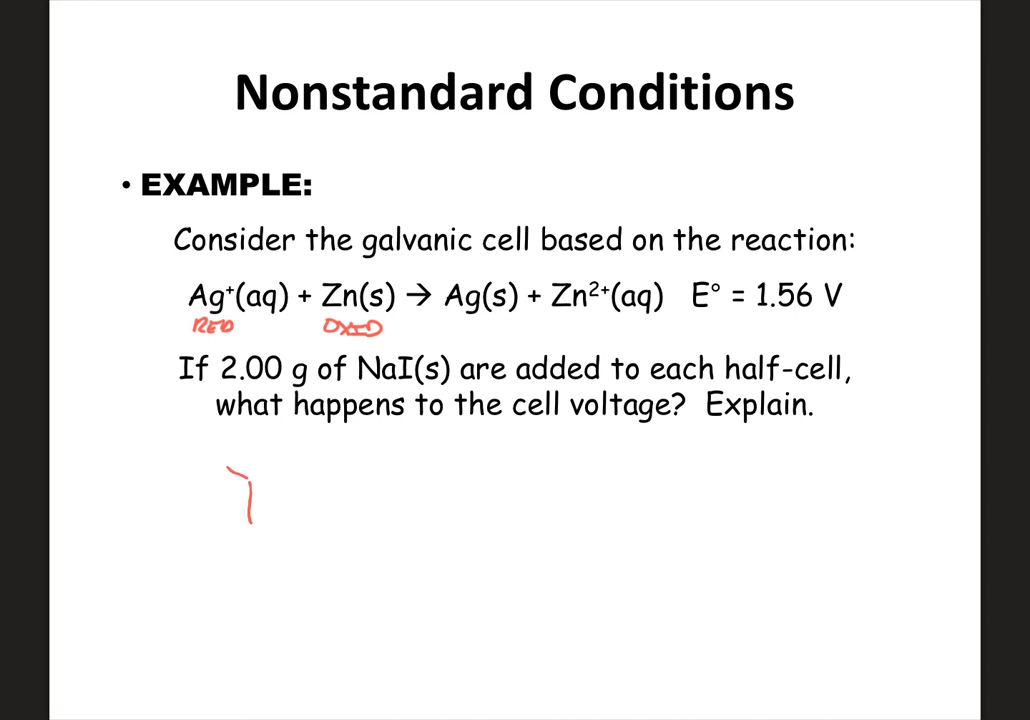 Nonstandard Conditions
• EXAMPLE:
Consider the galvanic cell based on the reaction:
Ag⁺(aq) + Zn(s) → Ag(s) + Zn²⁺(aq) E° = 1.56 V
RED OXID
If 2.00 g of NaI(s) are added to each half-cell,
what happens to the cell voltage? Explain.